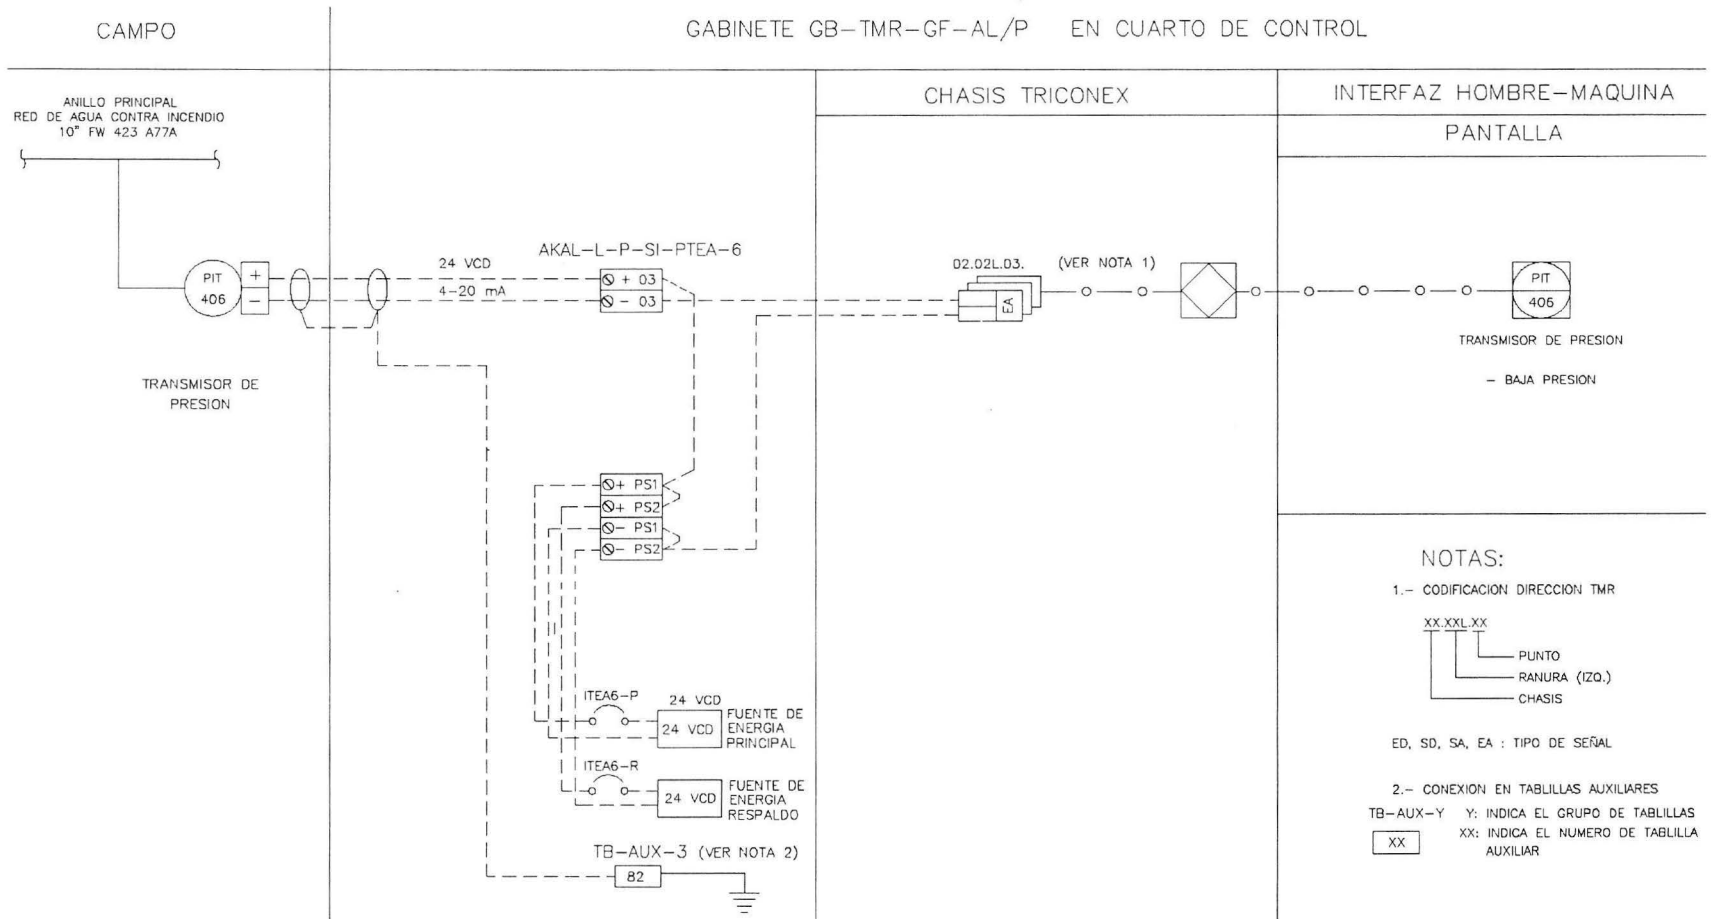 CAMPO
GABINETE GB-TMR-GF-AL/P EN CUARTO DE CONTROL
CHASIS TRICONEX
INTERFAZ HOMBRE-MAQUINA
PANTALLA
ANILLO PRINCIPAL
RED DE AGUA CONTRA INCENDIO
10" FW 423 A77A
PIT
406
+
-
TRANSMISOR DE
PRESION
24 VCD
4-20 mA
AKAL-L-P-SI-PTEA-6
+ 03
- 03
+ PS1
+ PS2
- PS1
- PS2
ITEA6-P
24 VCD
24 VCD
FUENTE DE
ENERGIA
PRINCIPAL
ITEA6-R
24 VCD
FUENTE DE
ENERGIA
RESPALDO
TB-AUX-3 (VER NOTA 2)
82
02.02L.03. (VER NOTA 1)
EA
PIT
406
TRANSMISOR DE PRESION
- BAJA PRESION
NOTAS:
1.- CODIFICACION DIRECCION TMR
XX.XXL.XX
PUNTO
RANURA (IZQ.)
CHASIS
ED, SD, SA, EA : TIPO DE SEÑAL
2.- CONEXION EN TABLILLAS AUXILIARES
TB-AUX-Y Y: INDICA EL GRUPO DE TABLILLAS
XX XX: INDICA EL NUMERO DE TABLILLA
AUXILIAR